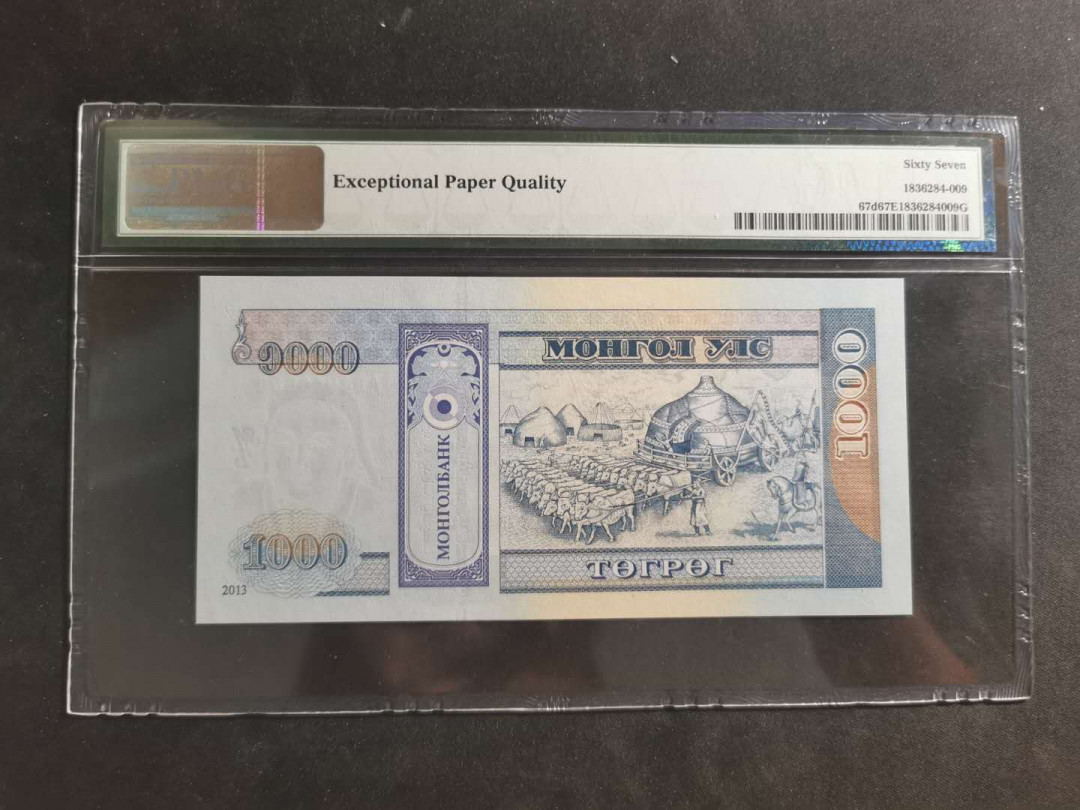 Exceptional Paper Quality
Sixty Seven
1836284-009
67d67E1836284009G
1000
МОНГОЛ УЛС
1000
МОНГОЛБАНК
1000
ТӨГРӨГ
2013